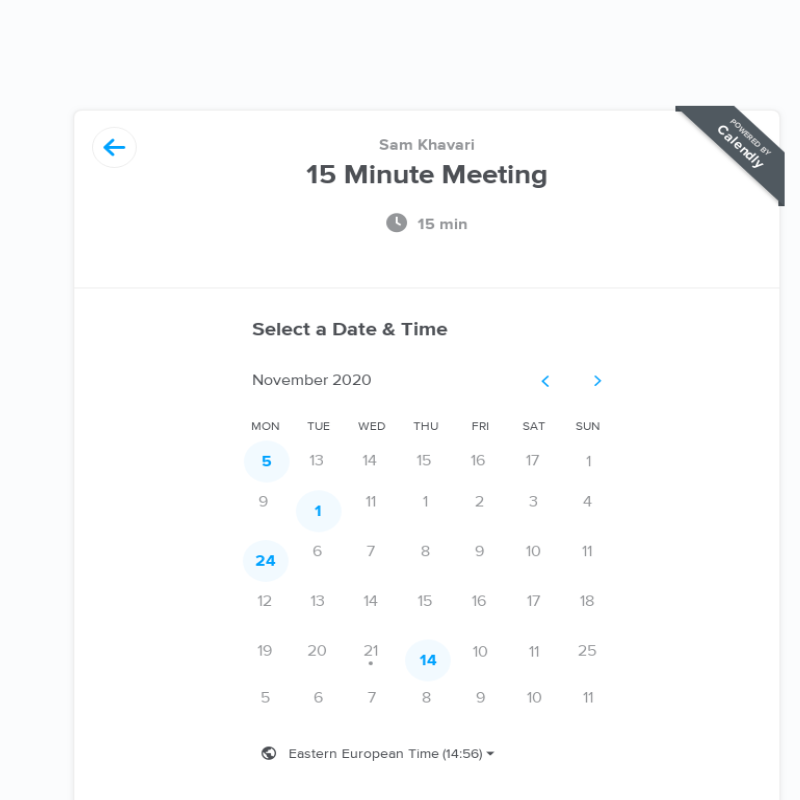 POWERED BY
Calendly
Sam Khavari
15 Minute Meeting
15 min
Select a Date & Time
November 2020
MON TUE WED THU FRI SAT SUN
5 13 14 15 16 17 1
9 1 11 1 2 3 4
24 6 7 8 9 10 11
12 13 14 15 16 17 18
19 20 21 14 10 11 25
5 6 7 8 9 10 11
Eastern European Time (14:56)